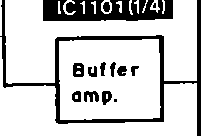 IC1101(1/4)
Buffer
amp.